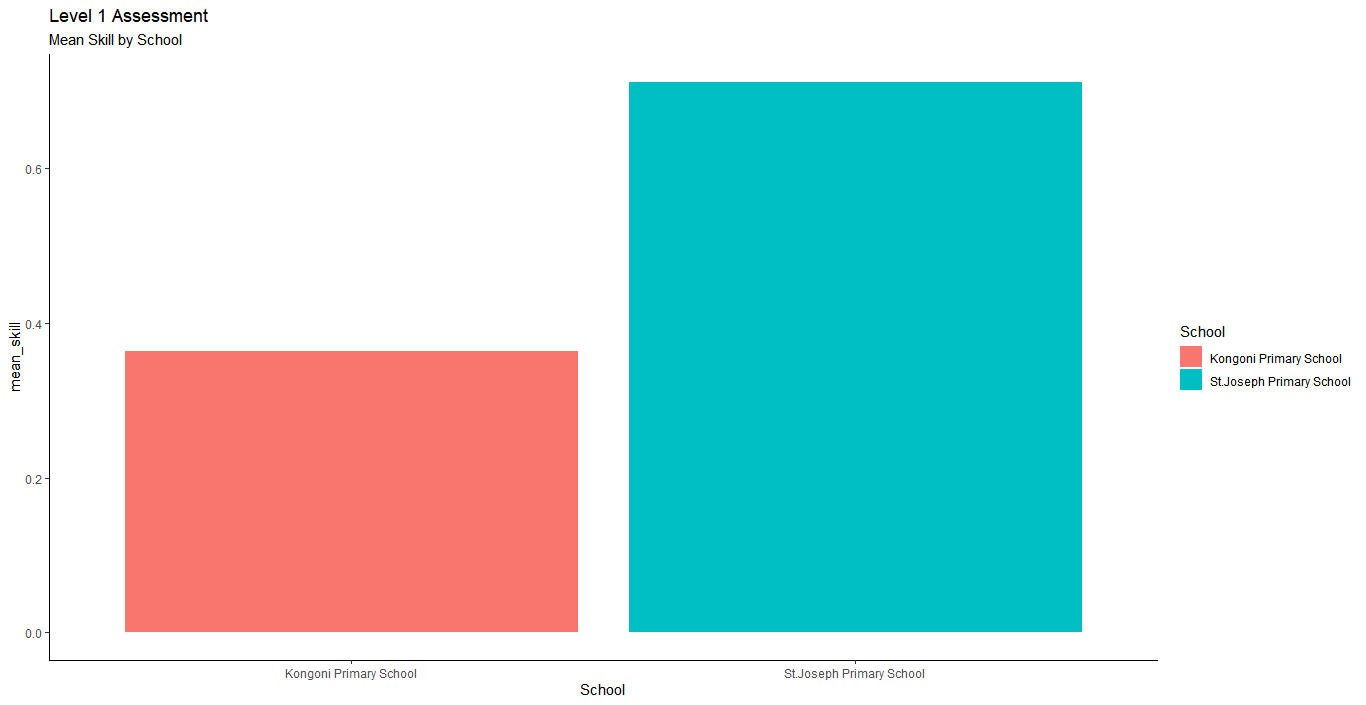 Level 1 Assessment
Mean Skill by School
0.6
0.4
0.2
0.0
mean_skill
Kongoni Primary School
St.Joseph Primary School
School
School
Kongoni Primary School
St.Joseph Primary School